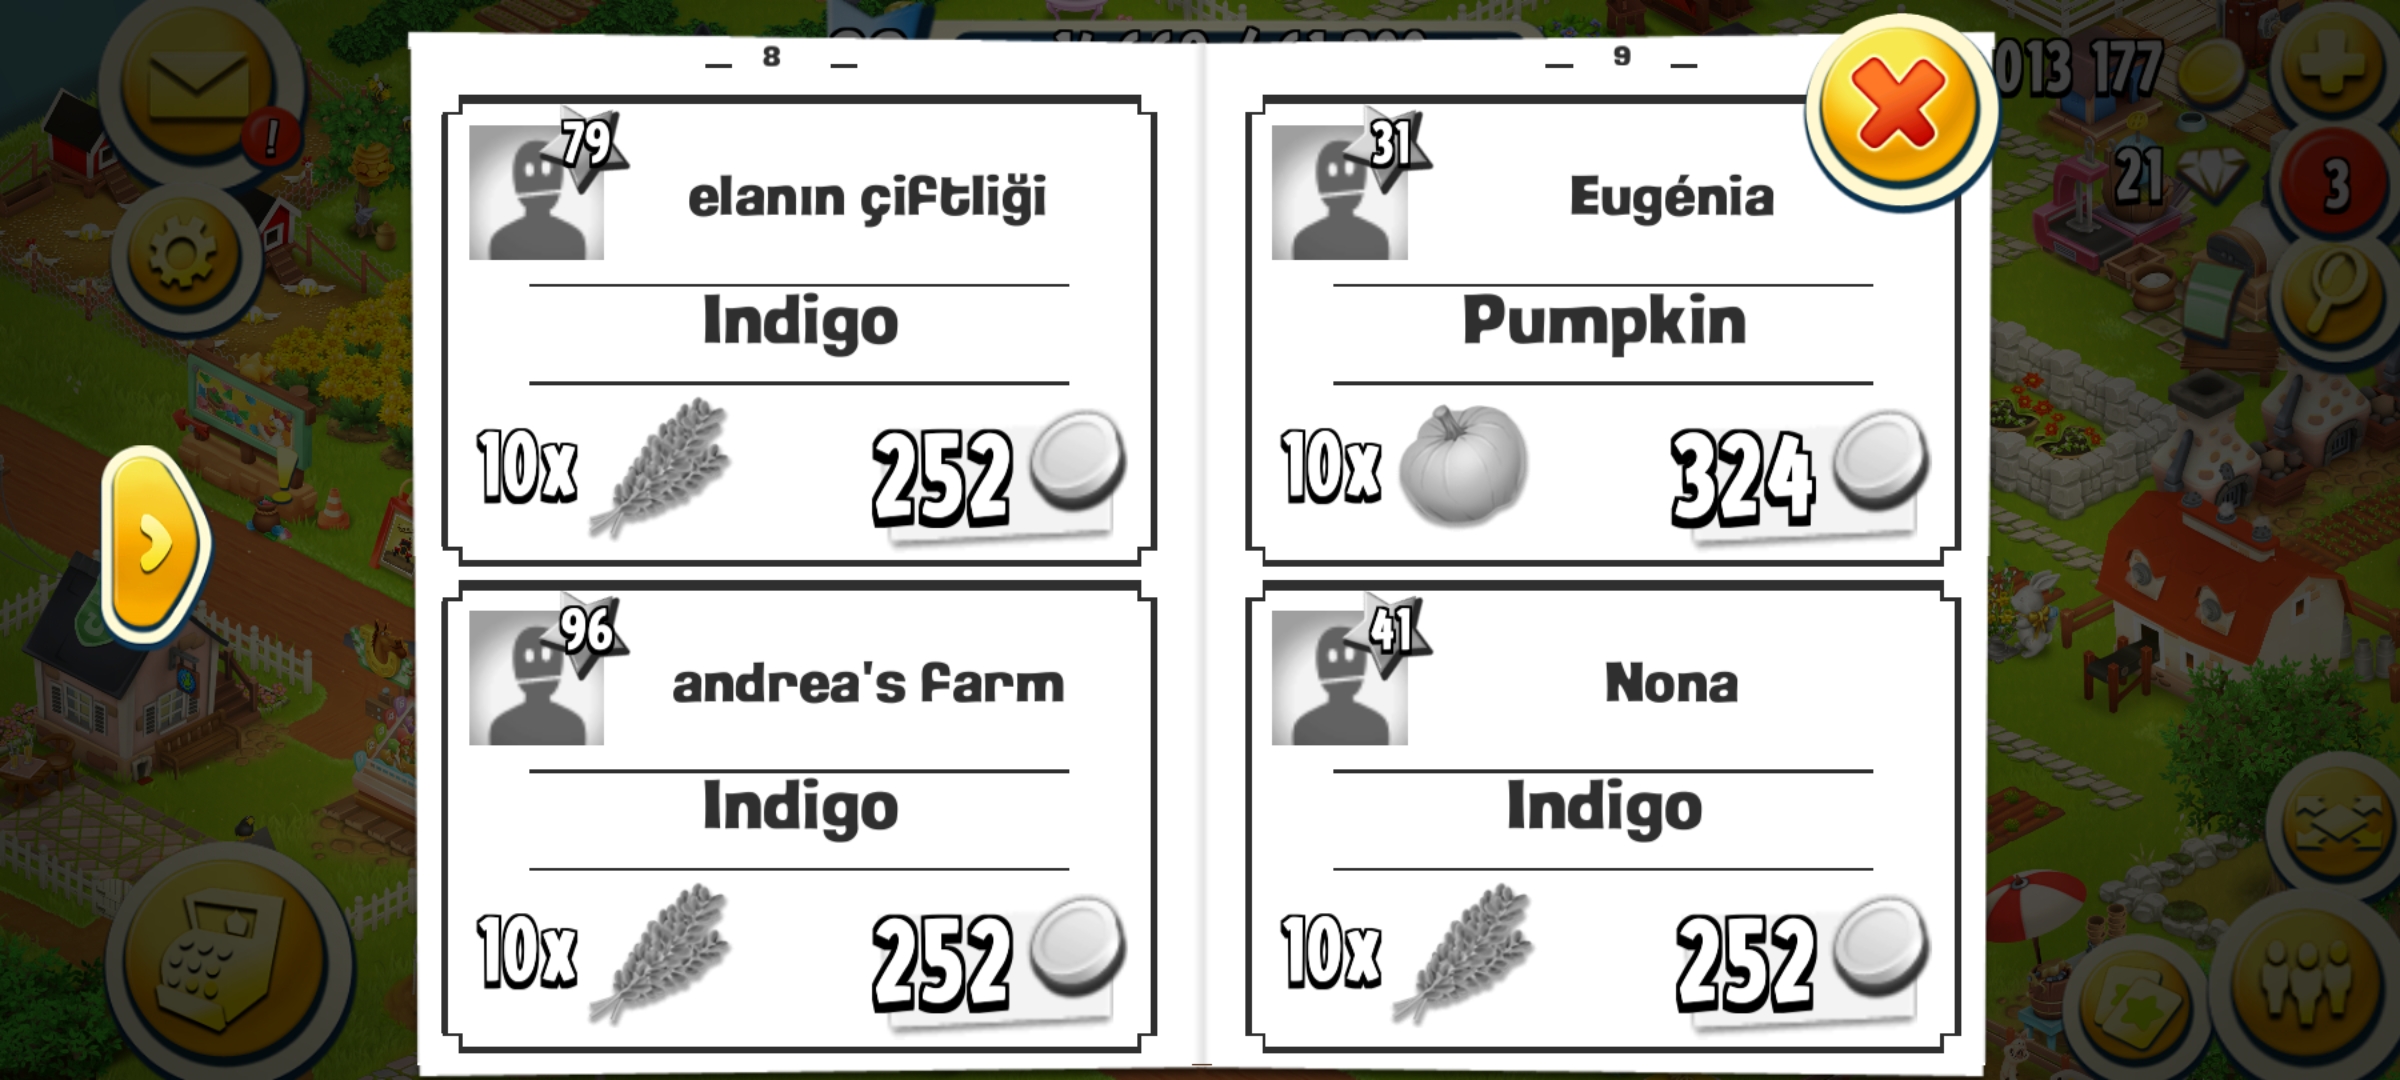 8
79
elanın çiftliği
Indigo
10x 252
96
andrea's farm
Indigo
10x 252
9
31
Eugénia
Pumpkin
10x 324
41
Nona
Indigo
10x 252
013 177
21
3
!